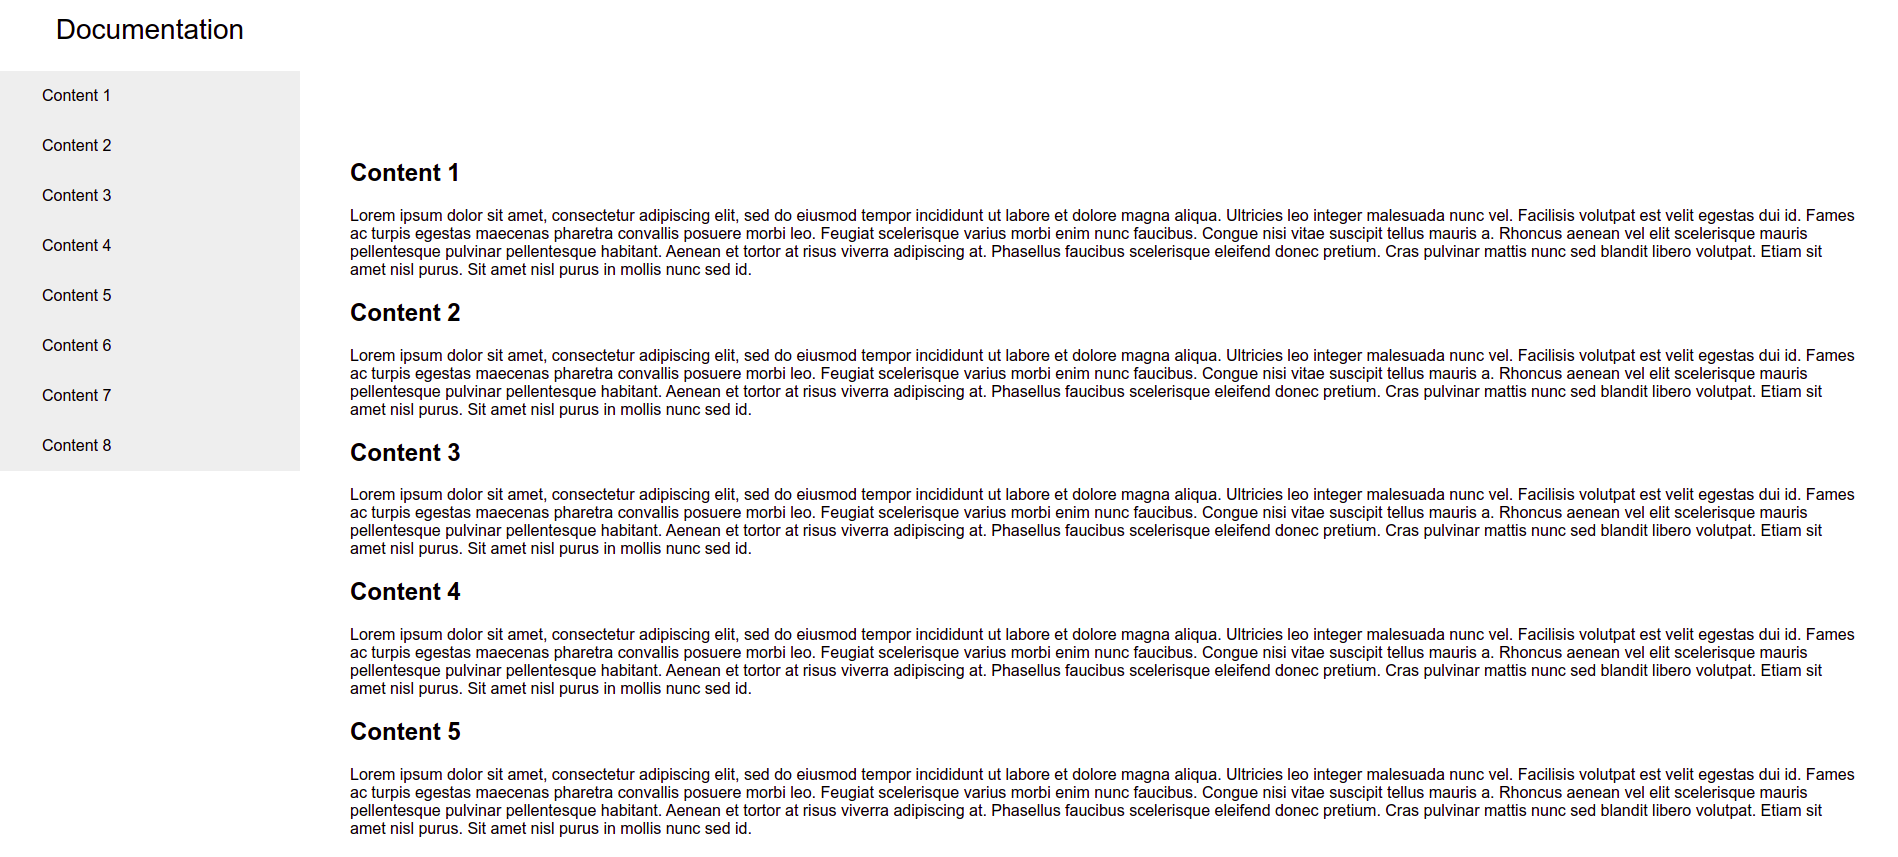 Documentation
Content 1
Content 2
Content 3
Content 4
Content 5
Content 6
Content 7
Content 8
Content 1
Lorem ipsum dolor sit amet, consectetur adipiscing elit, sed do eiusmod tempor incididunt ut labore et dolore magna aliqua. Ultricies leo integer malesuada nunc vel. Facilisis volutpat est velit egestas dui id. Fames
ac turpis egestas maecenas pharetra convallis posuere morbi leo. Feugiat scelerisque varius morbi enim nunc faucibus. Congue nisi vitae suscipit tellus mauris a. Rhoncus aenean vel elit scelerisque mauris
pellentesque pulvinar pellentesque habitant. Aenean et tortor at risus viverra adipiscing at. Phasellus faucibus scelerisque eleifend donec pretium. Cras pulvinar mattis nunc sed blandit libero volutpat. Etiam sit
amet nisl purus. Sit amet nisl purus in mollis nunc sed id.
Content 2
Lorem ipsum dolor sit amet, consectetur adipiscing elit, sed do eiusmod tempor incididunt ut labore et dolore magna aliqua. Ultricies leo integer malesuada nunc vel. Facilisis volutpat est velit egestas dui id. Fames
ac turpis egestas maecenas pharetra convallis posuere morbi leo. Feugiat scelerisque varius morbi enim nunc faucibus. Congue nisi vitae suscipit tellus mauris a. Rhoncus aenean vel elit scelerisque mauris
pellentesque pulvinar pellentesque habitant. Aenean et tortor at risus viverra adipiscing at. Phasellus faucibus scelerisque eleifend donec pretium. Cras pulvinar mattis nunc sed blandit libero volutpat. Etiam sit
amet nisl purus. Sit amet nisl purus in mollis nunc sed id.
Content 3
Lorem ipsum dolor sit amet, consectetur adipiscing elit, sed do eiusmod tempor incididunt ut labore et dolore magna aliqua. Ultricies leo integer malesuada nunc vel. Facilisis volutpat est velit egestas dui id. Fames
ac turpis egestas maecenas pharetra convallis posuere morbi leo. Feugiat scelerisque varius morbi enim nunc faucibus. Congue nisi vitae suscipit tellus mauris a. Rhoncus aenean vel elit scelerisque mauris
pellentesque pulvinar pellentesque habitant. Aenean et tortor at risus viverra adipiscing at. Phasellus faucibus scelerisque eleifend donec pretium. Cras pulvinar mattis nunc sed blandit libero volutpat. Etiam sit
amet nisl purus. Sit amet nisl purus in mollis nunc sed id.
Content 4
Lorem ipsum dolor sit amet, consectetur adipiscing elit, sed do eiusmod tempor incididunt ut labore et dolore magna aliqua. Ultricies leo integer malesuada nunc vel. Facilisis volutpat est velit egestas dui id. Fames
ac turpis egestas maecenas pharetra convallis posuere morbi leo. Feugiat scelerisque varius morbi enim nunc faucibus. Congue nisi vitae suscipit tellus mauris a. Rhoncus aenean vel elit scelerisque mauris
pellentesque pulvinar pellentesque habitant. Aenean et tortor at risus viverra adipiscing at. Phasellus faucibus scelerisque eleifend donec pretium. Cras pulvinar mattis nunc sed blandit libero volutpat. Etiam sit
amet nisl purus. Sit amet nisl purus in mollis nunc sed id.
Content 5
Lorem ipsum dolor sit amet, consectetur adipiscing elit, sed do eiusmod tempor incididunt ut labore et dolore magna aliqua. Ultricies leo integer malesuada nunc vel. Facilisis volutpat est velit egestas dui id. Fames
ac turpis egestas maecenas pharetra convallis posuere morbi leo. Feugiat scelerisque varius morbi enim nunc faucibus. Congue nisi vitae suscipit tellus mauris a. Rhoncus aenean vel elit scelerisque mauris
pellentesque pulvinar pellentesque habitant. Aenean et tortor at risus viverra adipiscing at. Phasellus faucibus scelerisque eleifend donec pretium. Cras pulvinar mattis nunc sed blandit libero volutpat. Etiam sit
amet nisl purus. Sit amet nisl purus in mollis nunc sed id.